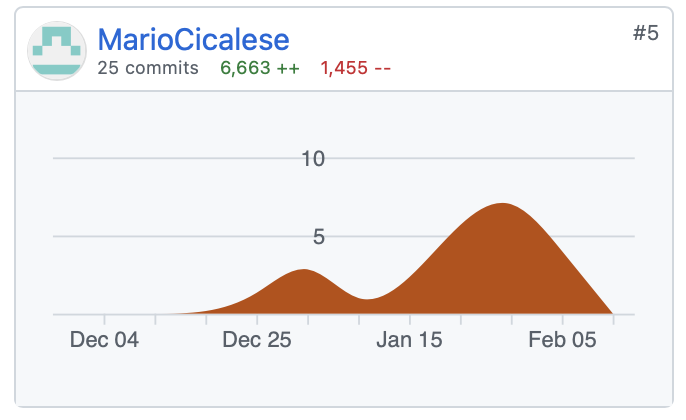 MarioCicalese
#5
25 commits 6,663 ++ 1,455 --
10
5
Dec 04 Dec 25 Jan 15 Feb 05